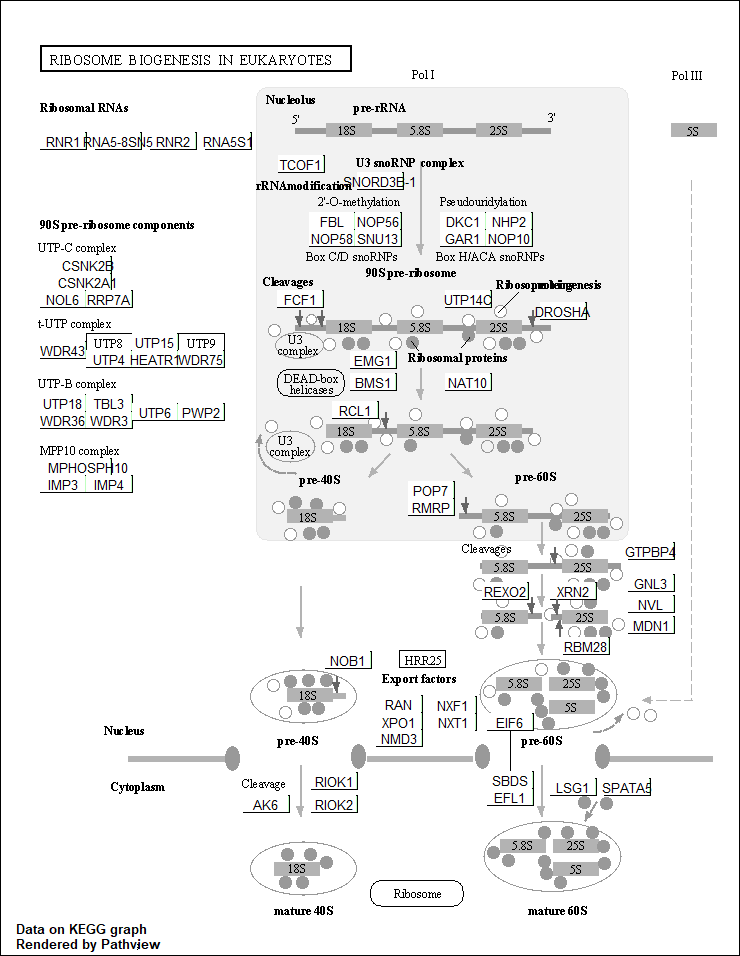 RIBOSOME BIOGENESIS IN EUKARYOTES
Pol I
Pol III
Ribosomal RNAs
RNR1 RNA5-8SN5 RNR2 RNA5S1
Nucleolus
pre-rRNA
5'
3'
18S 5.8S 25S
5S
TCOF1
U3 snoRNP complex
SNORD3B-1
rRNA modification
2'-O-methylation
Pseudouridylation
FBL NOP56
NOP58 SNU13
DKC1 NHP2
GAR1 NOP10
Box C/D snoRNPs
Box H/ACA snoRNPs
90S pre-ribosome components
UTP-C complex
CSNK2B
CSNK2A1
NOL6 RRP7A
t-UTP complex
WDR43 UTP8 UTP15 UTP9
UTP4 HEATR1 WDR75
UTP-B complex
UTP18 TBL3
UTP6 PWP2
WDR36 WDR3
MPP10 complex
MPHOSPH10
IMP3 IMP4
90S pre-ribosome
Cleavages
FCF1
UTP14C
DROSHA
18S 5.8S 25S
U3
complex
Ribosomal proteins
EMG1
DEAD-box
helicases
BMS1
NAT10
RCL1
18S 5.8S 25S
U3
complex
pre-40S
pre-60S
POP7
RMRP
18S
5.8S 25S
Cleavages
GTPBP4
5.8S 25S
REXO2 XRN2
GNL3
NVL
MDN1
5.8S 25S
RBM28
NOB1
HRR25
18S
5.8S 25S
5S
Export factors
RAN NXF1
XPO1 NXT1
NMD3
EIF6
pre-40S
pre-60S
Nucleus
Cytoplasm
Cleavage
AK6
RIOK1
RIOK2
SBDS
EFL1
LSG1 SPATA5
18S
5.8S 25S
5S
Ribosome
mature 40S
mature 60S
Data on KEGG graph
Rendered by Pathview